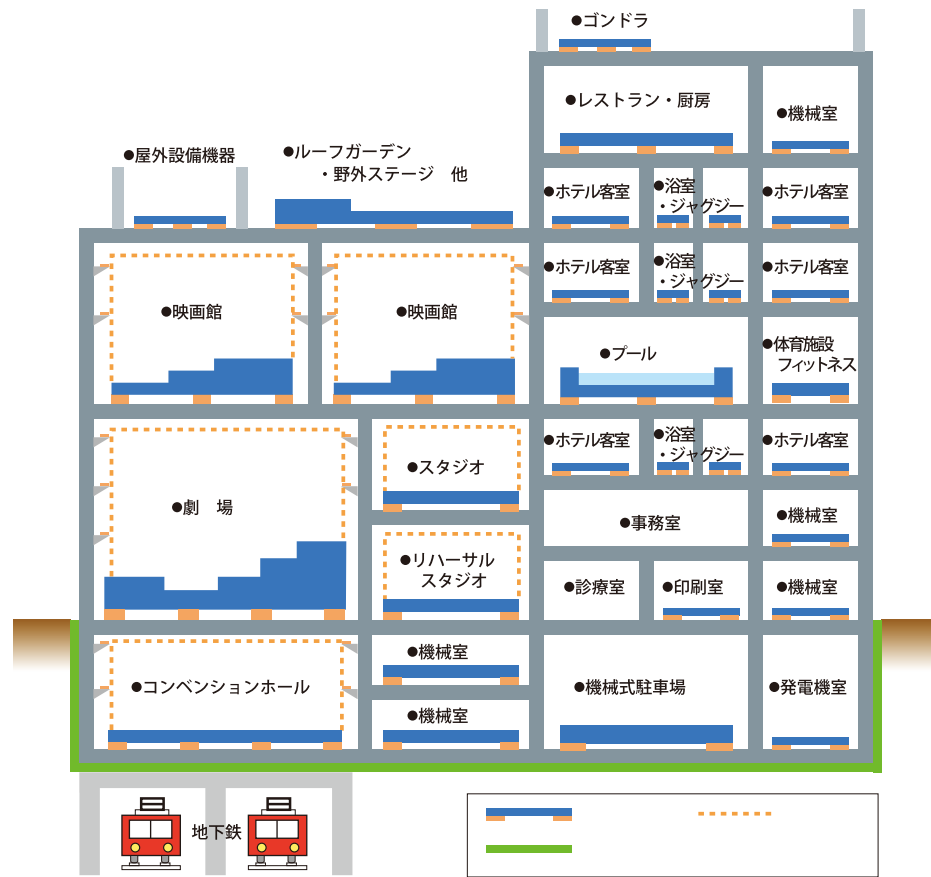 ●ゴンドラ
●レストラン・厨房
●機械室
●屋外設備機器
●ルーフガーデン
・野外ステージ　他
●ホテル客室
●浴室
・ジャグジー
●ホテル客室
●ホテル客室
●浴室
・ジャグジー
●ホテル客室
●映画館
●映画館
●プール
●体育施設
フィットネス
●ホテル客室
●浴室
・ジャグジー
●ホテル客室
●スタジオ
●劇　場
●事務室
●機械室
●リハーサル
スタジオ
●診療室
●印刷室
●機械室
●コンベンションホール
●機械室
●機械室
●機械式駐車場
●発電機室
地下鉄